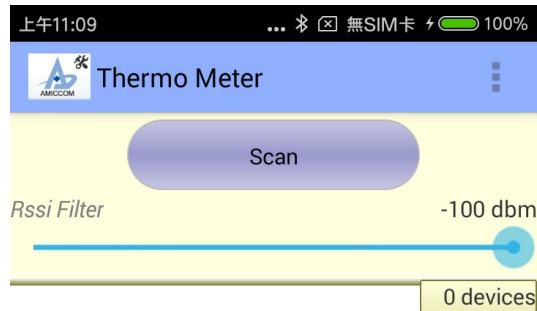 上午11:09 ... 無SIM卡 100%
AMICCOM Thermo Meter
Scan
Rssi Filter -100 dbm
0 devices